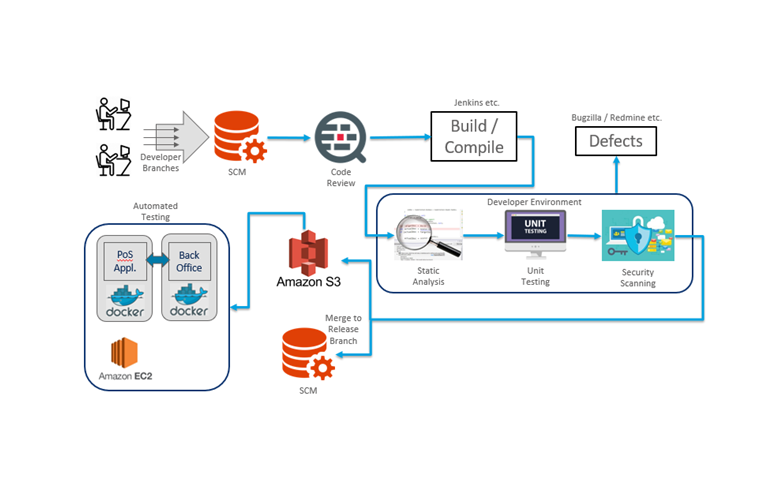 Jenkins etc.
Build /
Compile
Bugzilla / Redmine etc.
Defects
Developer
Branches
SCM
Code
Review
Developer Environment
UNIT
TESTING
Static
Analysis
Unit
Testing
Security
Scanning
Automated
Testing
PoS
Appl.
Back
Office
docker
docker
Amazon EC2
Amazon S3
Merge to
Release
Branch
SCM